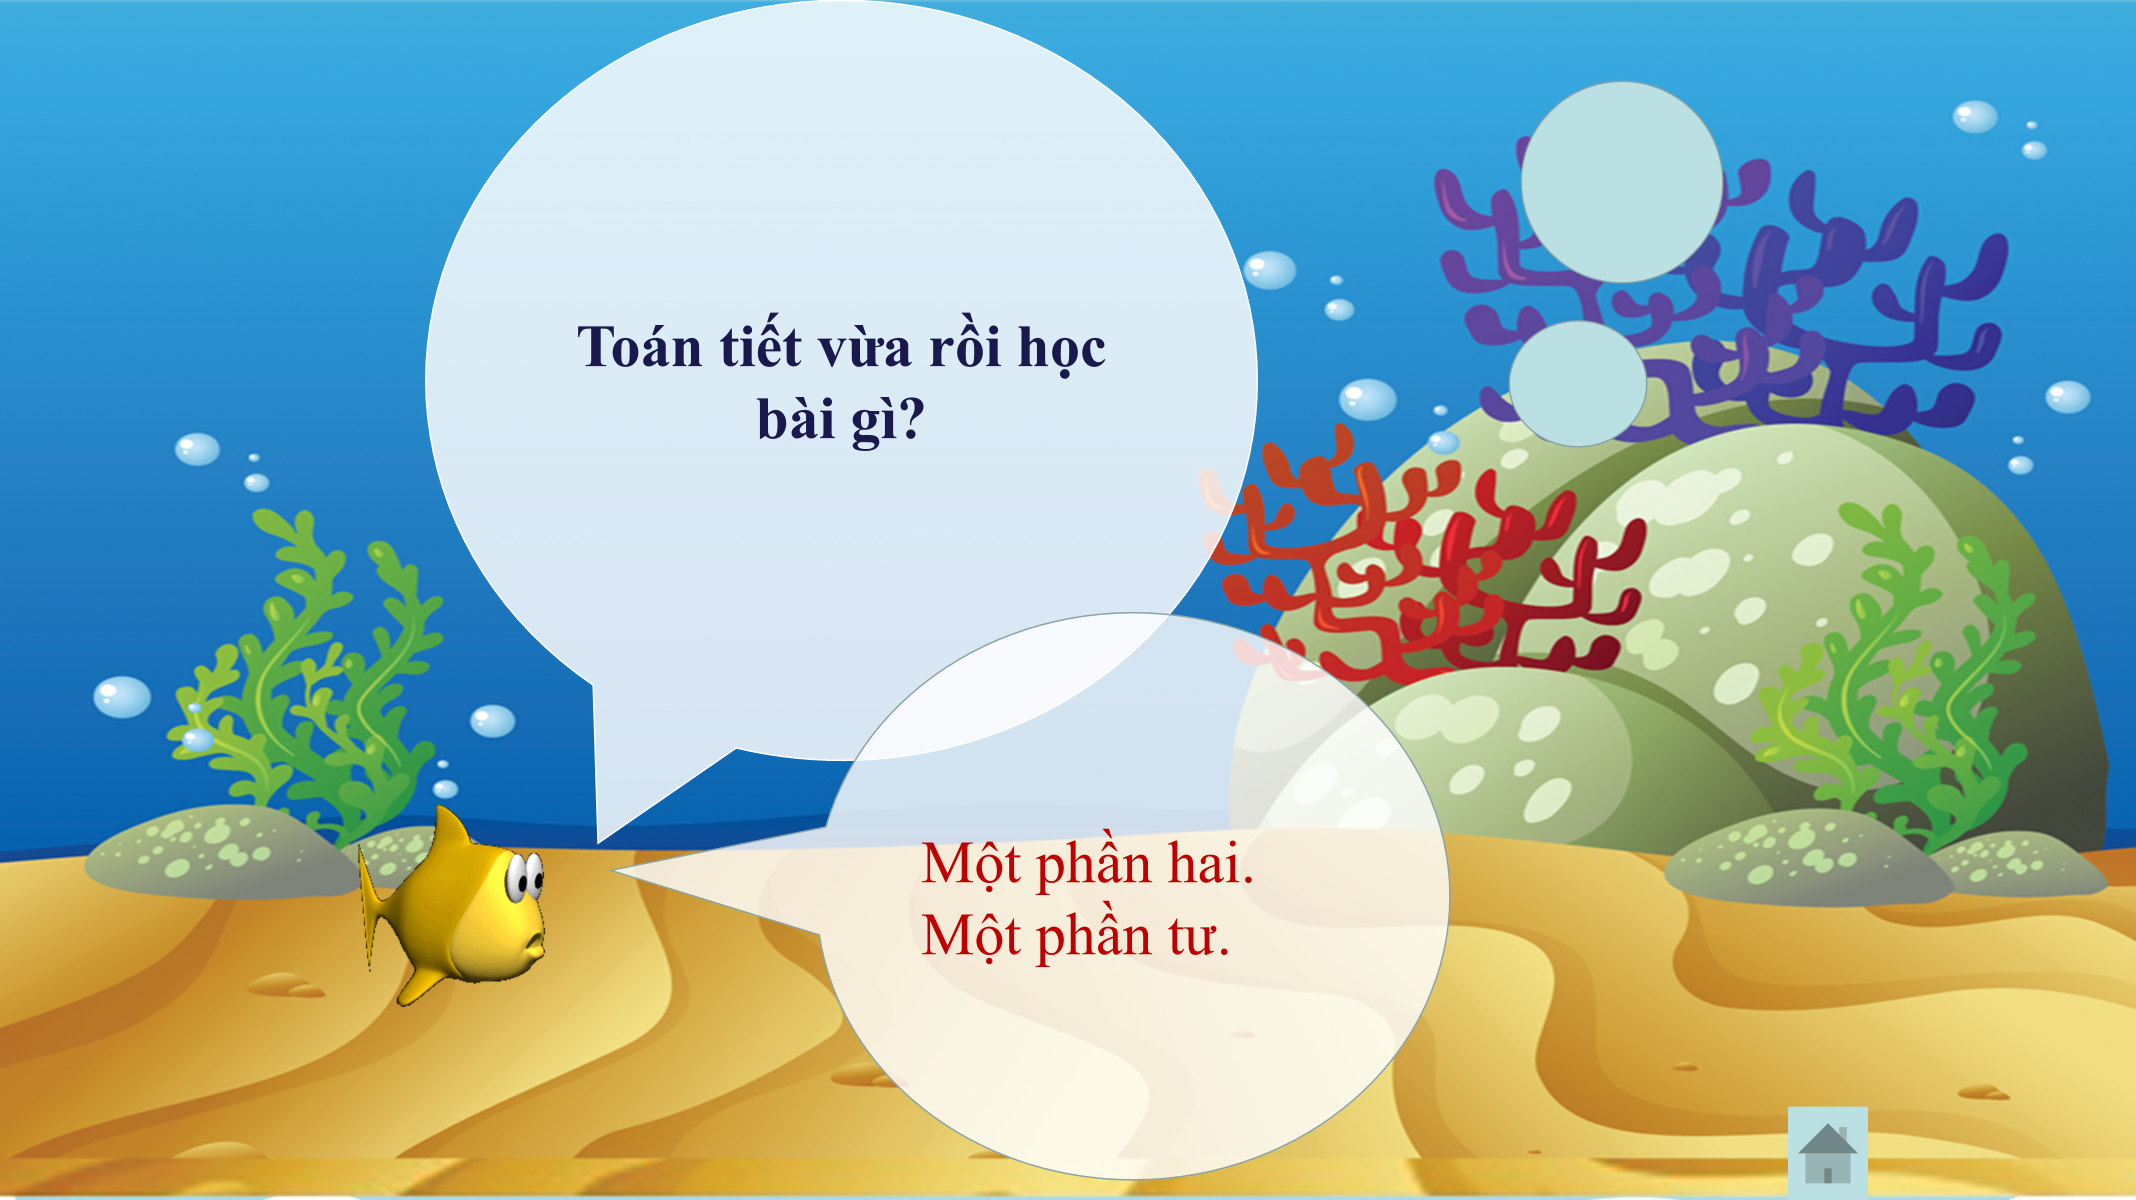 Toán tiết vừa rồi học
bài gì?
Một phần hai.
Một phần tư.